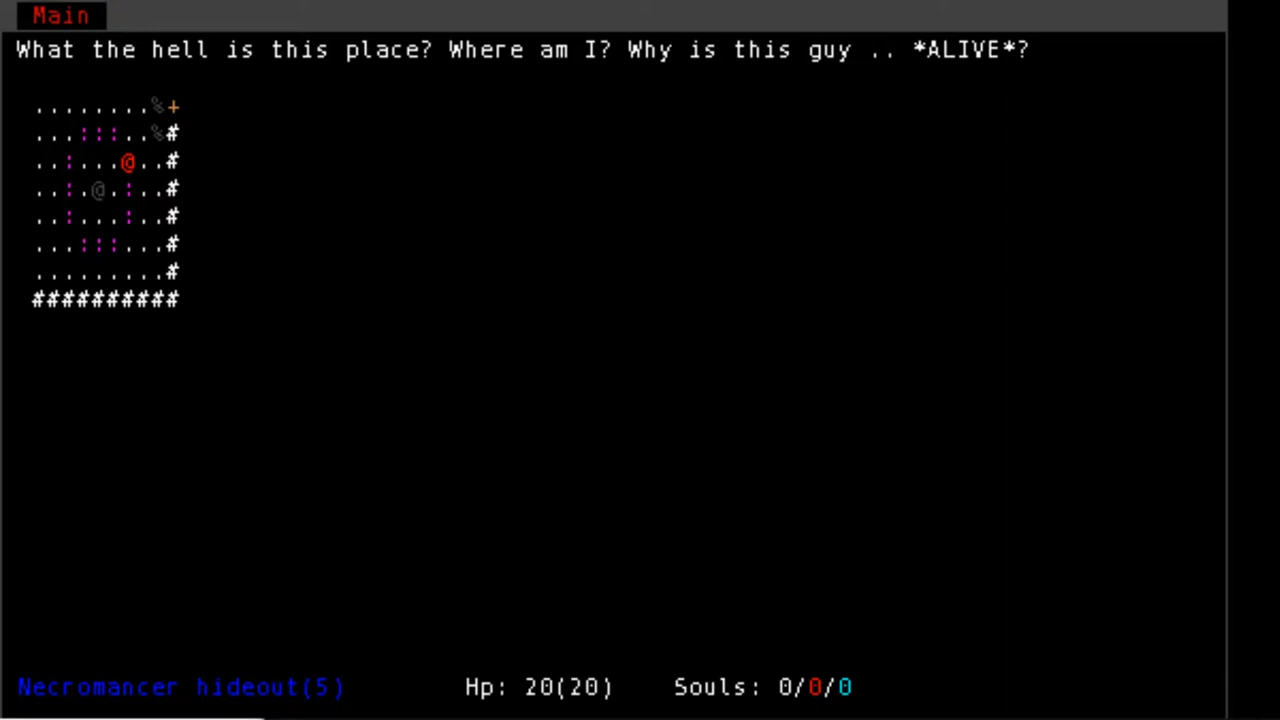 Main
What the hell is this place? Where am I? Why is this guy .. *ALIVE*?
........%+
...:::..%#
..:...@..#
..:.@.:..#
..:...:..#
...:::...#
.........#
##########
Necromancer hideout(5) Hp: 20(20) Souls: 0/0/0